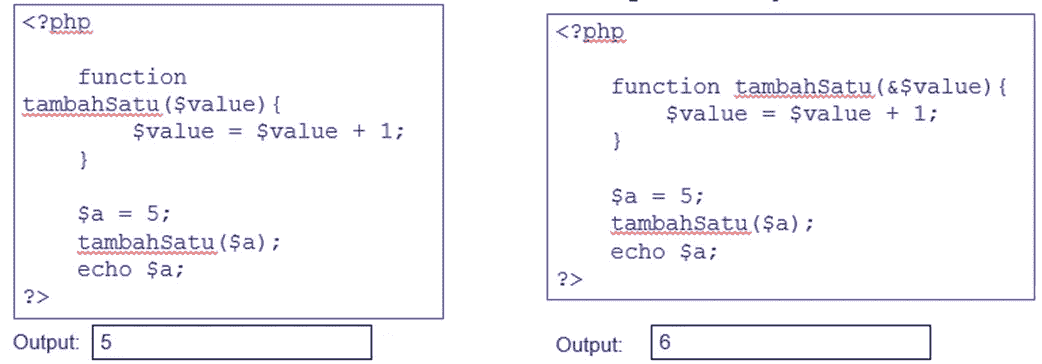 <?php
function
tambahSatu($value){
$value = $value + 1;
}
$a = 5;
tambahSatu($a);
echo $a;
?>
Output: 5
<?php
function tambahSatu(&$value){
$value = $value + 1;
}
$a = 5;
tambahSatu($a);
echo $a;
?>
Output: 6